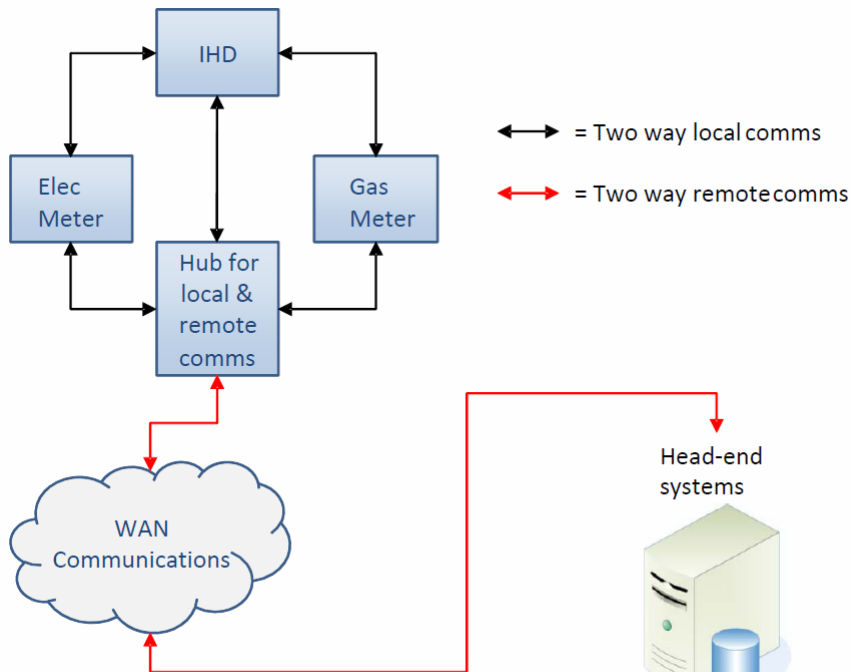 IHD
= Two way local comms
Elec
Meter
Gas
Meter
= Two way remote comms
Hub for
local &
remote
comms
Head-end
systems
WAN
Communications